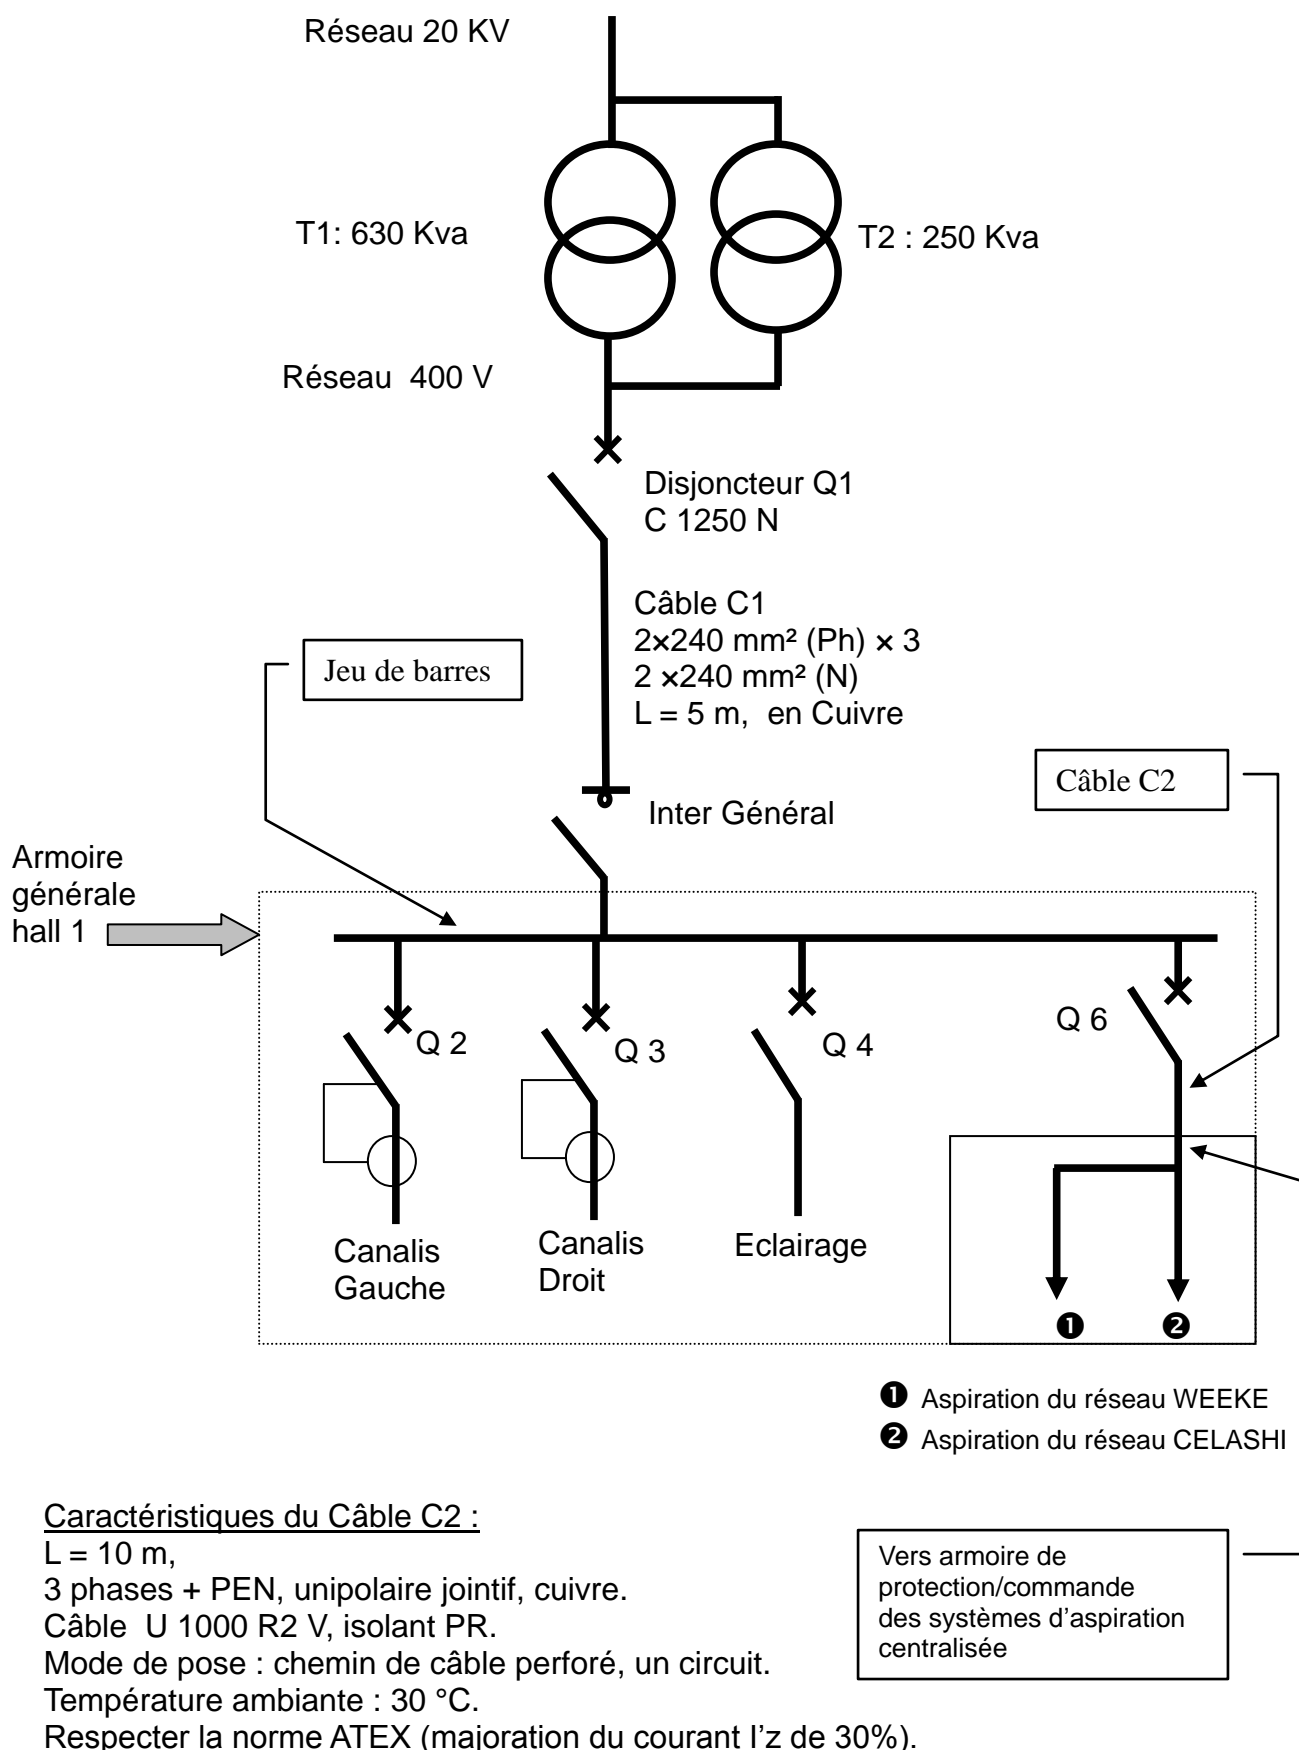 Réseau 20 KV
T1: 630 Kva
T2 : 250 Kva
Réseau  400 V
Disjoncteur Q1
C 1250 N
Câble C1
2×240 mm² (Ph) × 3
2 ×240 mm² (N)
L = 5 m,  en Cuivre
Jeu de barres
Câble C2
Inter Général
Armoire
générale
hall 1
Q 2
Q 3
Q 4
Q 6
Canalis
Gauche
Canalis
Droit
Eclairage
❶
❷
❶ Aspiration du réseau WEEKE
❷ Aspiration du réseau CELASHI
Caractéristiques du Câble C2 :
L = 10 m,
3 phases + PEN, unipolaire jointif, cuivre.
Câble  U 1000 R2 V, isolant PR.
Mode de pose : chemin de câble perforé, un circuit.
Température ambiante : 30 °C.
Respecter la norme ATEX (majoration du courant I’z de 30%).
Vers armoire de
protection/commande
des systèmes d’aspiration
centralisée